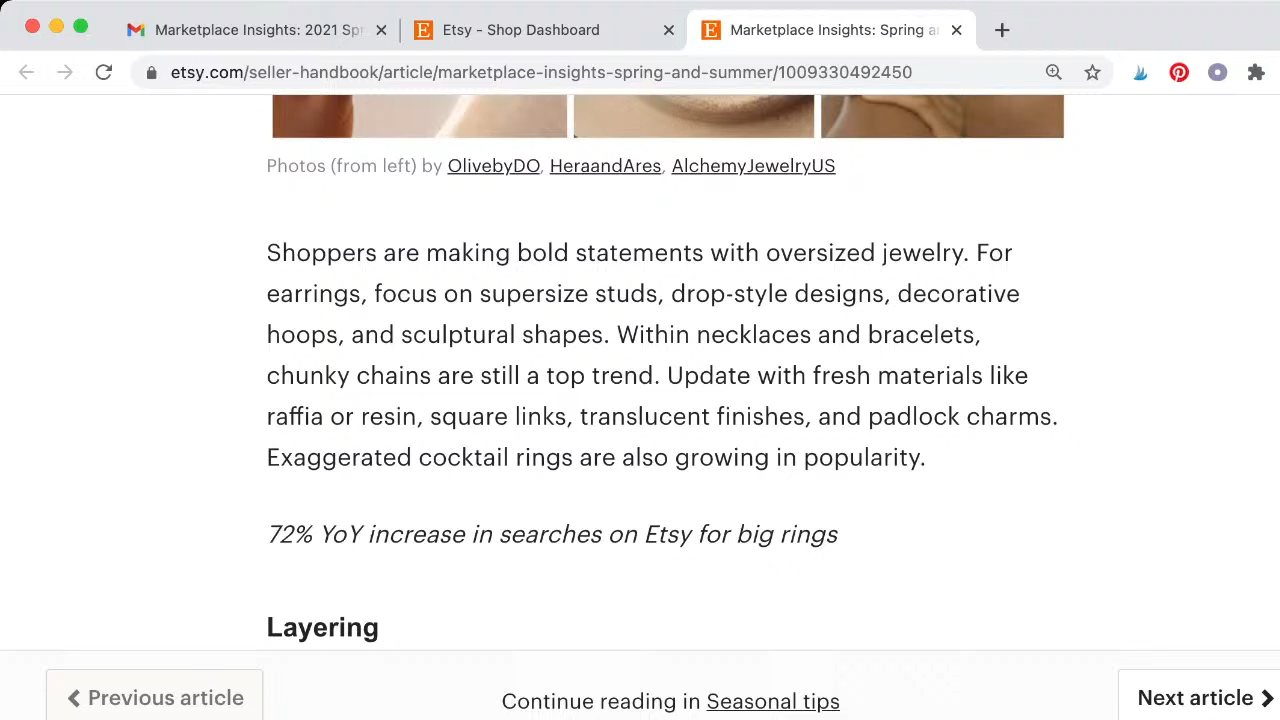 Marketplace Insights: 2021 Spr
Etsy - Shop Dashboard
Marketplace Insights: Spring a
etsy.com/seller-handbook/article/marketplace-insights-spring-and-summer/1009330492450
Photos (from left) by OlivebyDO, HeraandAres, AlchemyJewelryUS
Shoppers are making bold statements with oversized jewelry. For
earrings, focus on supersize studs, drop-style designs, decorative
hoops, and sculptural shapes. Within necklaces and bracelets,
chunky chains are still a top trend. Update with fresh materials like
raffia or resin, square links, translucent finishes, and padlock charms.
Exaggerated cocktail rings are also growing in popularity.
72% YoY increase in searches on Etsy for big rings
Layering
Previous article
Continue reading in Seasonal tips
Next article